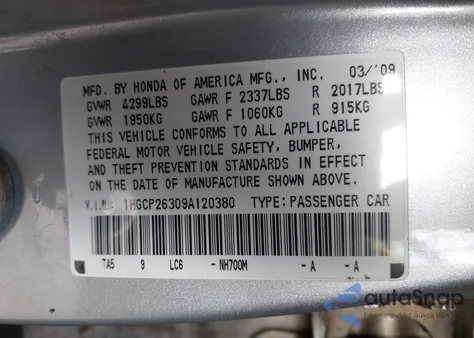 MFD. BY HONDA OF AMERICA MFG., INC. 03/'09
GVWR 4299LBS GAWR F 2337LBS R 2017LBS
GVWR 1950KG GAWR F 1060KG R 915KG
THIS VEHICLE CONFORMS TO ALL APPLICABLE
FEDERAL MOTOR VEHICLE SAFETY, BUMPER,
AND THEFT PREVENTION STANDARDS IN EFFECT
ON THE DATE OF MANUFACTURE SHOWN ABOVE.
V.I.N.: 1HGCP26309A120380 TYPE: PASSENGER CAR
TA5 9 LC6 -NH700M -A -A
autoSnap